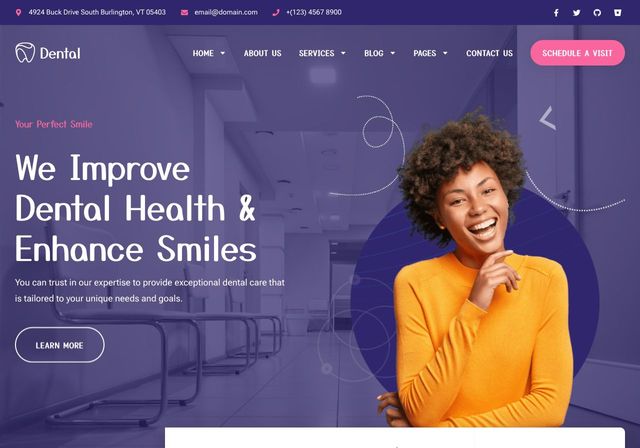 4924 Buck Drive South Burlington, VT 05403
email@domain.com
+(123) 4567 8900
Dental
HOME
ABOUT US
SERVICES
BLOG
PAGES
CONTACT US
SCHEDULE A VISIT
Your Perfect Smile
We Improve
Dental Health &
Enhance Smiles
You can trust in our expertise to provide exceptional dental care that
is tailored to your unique needs and goals.
LEARN MORE